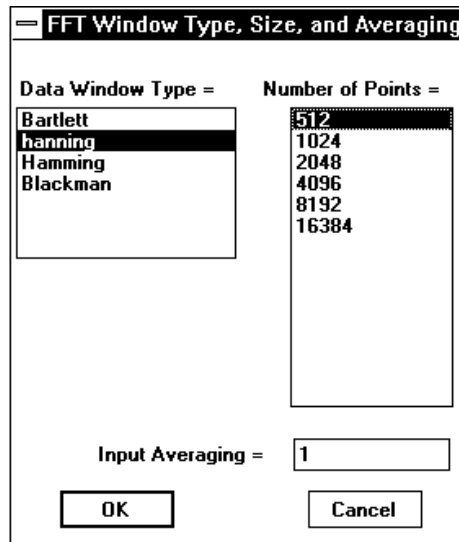 FFT Window Type, Size, and Averaging
Data Window Type =
Bartlett
hanning
Hamming
Blackman
Number of Points =
512
1024
2048
4096
8192
16384
Input Averaging =
1
OK
Cancel